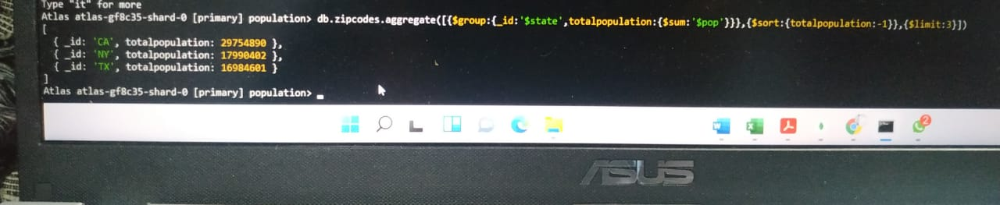 Type "it" for more
Atlas atlas-gf8c35-shard-0 [primary] population> db.zipcodes.aggregate([{$group:{_id:'$state',totalpopulation:{$sum:'$pop'}}},{$sort:{totalpopulation:-1}},{$limit:3}])
[
  { _id: 'CA', totalpopulation: 29754890 },
  { _id: 'NY', totalpopulation: 17990402 },
  { _id: 'TX', totalpopulation: 16984601 }
]
Atlas atlas-gf8c35-shard-0 [primary] population>
2
ASUS